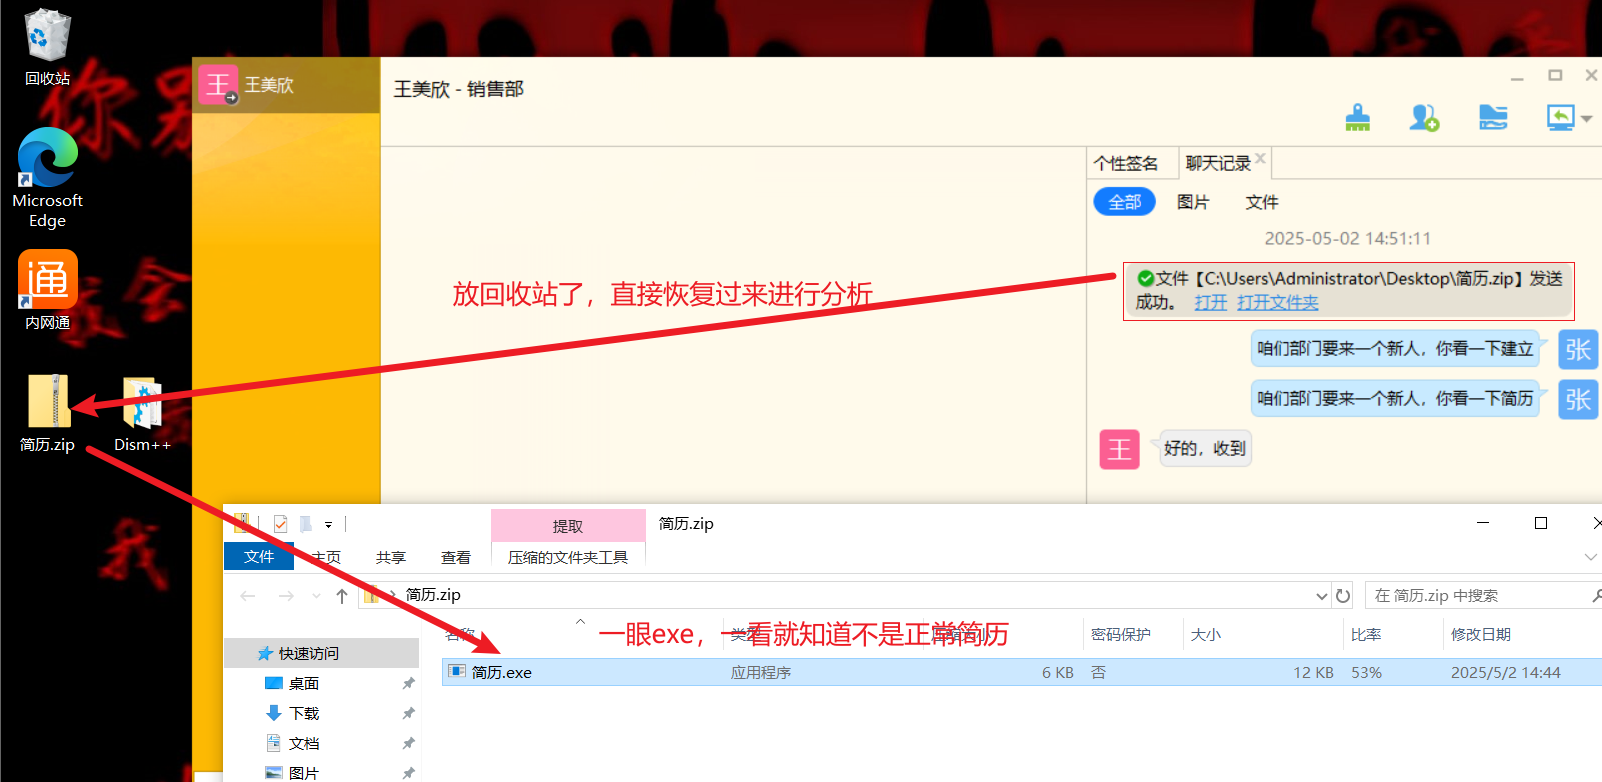 回收站
你
会
我
Microsoft
Edge
通
内网通
简历.zip
Dism++
王
王美欣
王美欣 - 销售部
个性签名
聊天记录
全部
图片
文件
2025-05-02 14:51:11
文件【C:\Users\Administrator\Desktop\简历.zip】发送
成功。 打开 打开文件夹
咱们部门要来一个新人，你看一下建立
张
咱们部门要来一个新人，你看一下简历
张
王
好的，收到
放回收站了，直接恢复过来进行分析
提取
简历.zip
文件
主页
共享
查看
压缩的文件夹工具
简历.zip
在 简历.zip 中搜索
名称
类型
压缩大小
密码保护
大小
比率
修改日期
一眼exe，一看就知道不是正常简历
简历.exe
应用程序
6 KB
否
12 KB
53%
2025/5/2 14:44
快速访问
桌面
下载
文档
图片